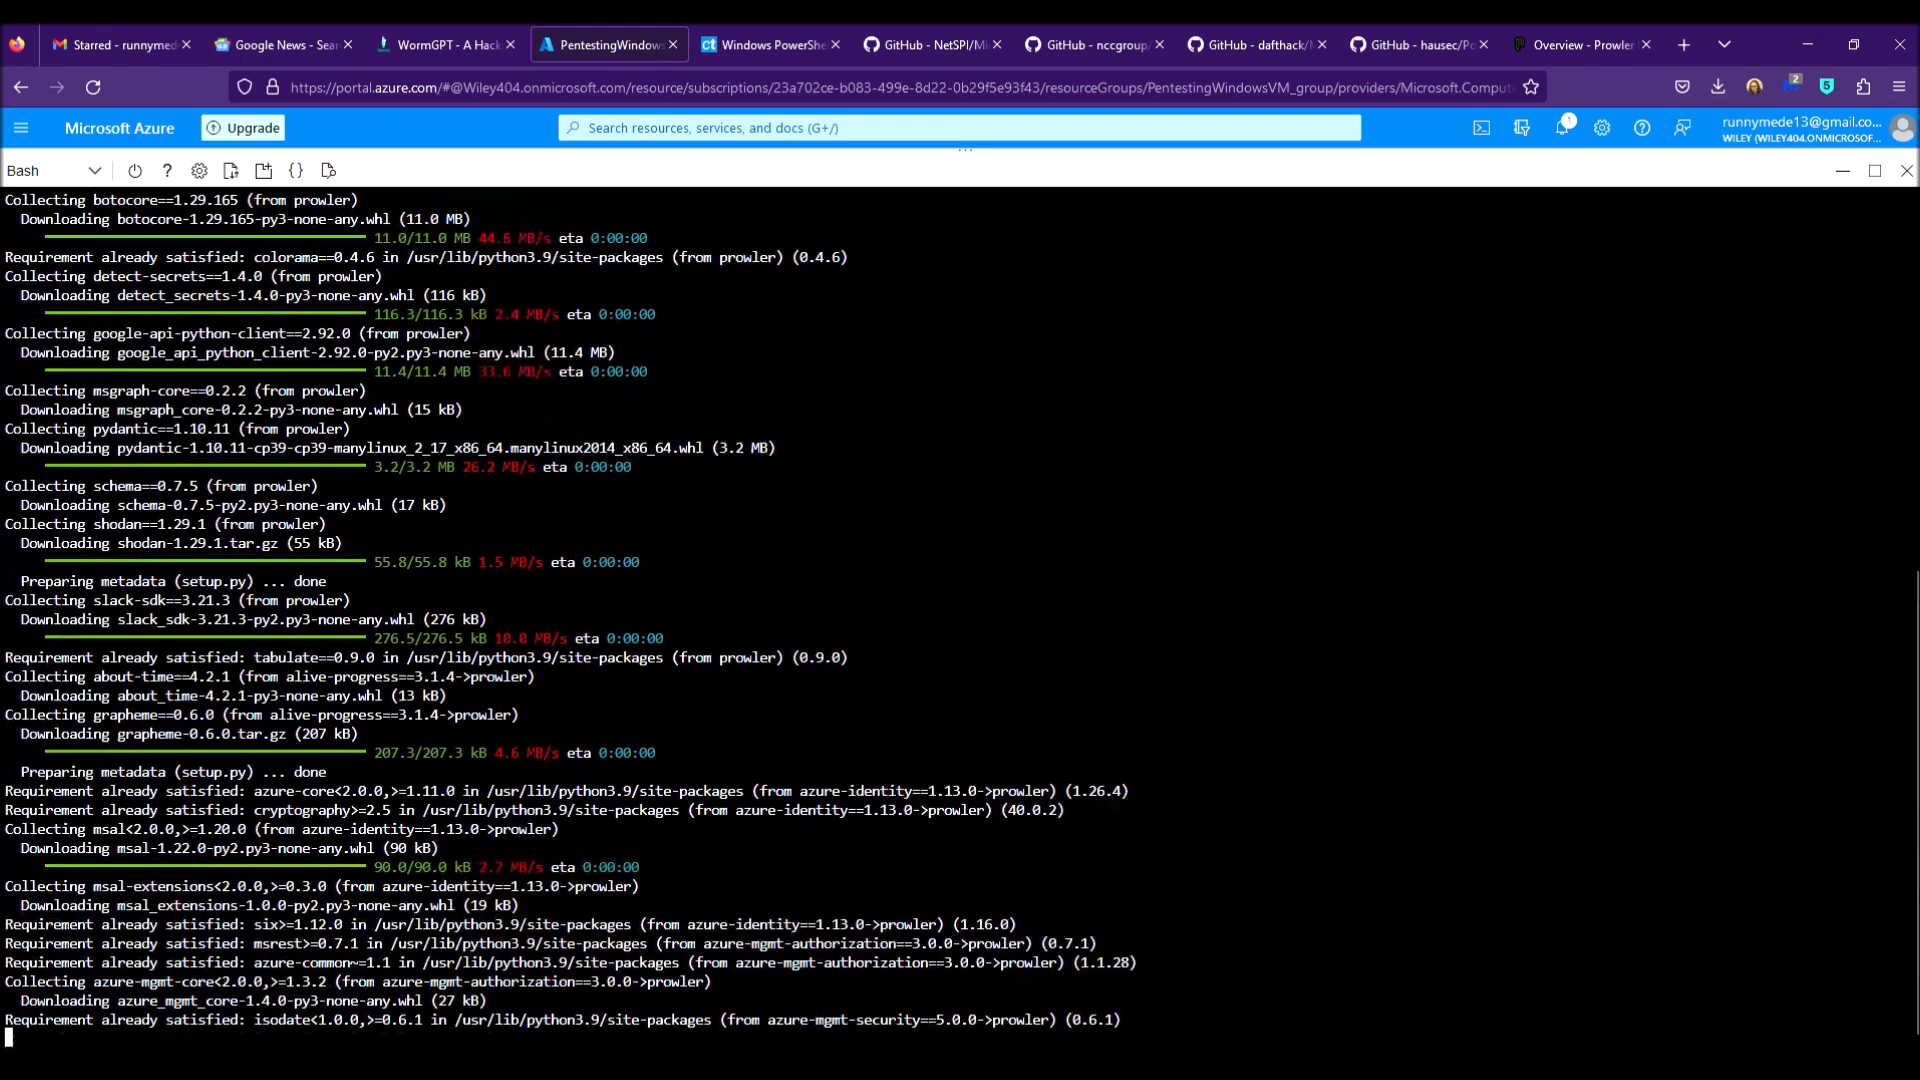 Starred - runnymed
Google News - Sea
WormGPT - A Hack
PentestingWindows
Windows PowerShe
GitHub - NetSPI/Mi
GitHub - nccgroup/
GitHub - dafthack/
GitHub - hausec/Po
Overview - Prowler
https://portal.azure.com/#@Wiley404.onmicrosoft.com/resource/subscriptions/23a702ce-b083-499e-8d22-0b29f5e93f43/resourceGroups/PentestingWindowsVM_group/providers/Microsoft.Comput
2
5
Microsoft Azure
Upgrade
Search resources, services, and docs (G+/)
1
runnymede13@gmail.co...
WILEY (WILEY404.ONMICROSOF...
Bash
Collecting botocore==1.29.165 (from prowler)
Downloading botocore-1.29.165-py3-none-any.whl (11.0 MB)
11.0/11.0 MB 44.5 MB/s eta 0:00:00
Requirement already satisfied: colorama==0.4.6 in /usr/lib/python3.9/site-packages (from prowler) (0.4.6)
Collecting detect-secrets==1.4.0 (from prowler)
Downloading detect_secrets-1.4.0-py3-none-any.whl (116 kB)
116.3/116.3 kB 2.4 MB/s eta 0:00:00
Collecting google-api-python-client==2.92.0 (from prowler)
Downloading google_api_python_client-2.92.0-py2.py3-none-any.whl (11.4 MB)
11.4/11.4 MB 33.6 MB/s eta 0:00:00
Collecting msgraph-core==0.2.2 (from prowler)
Downloading msgraph_core-0.2.2-py3-none-any.whl (15 kB)
Collecting pydantic==1.10.11 (from prowler)
Downloading pydantic-1.10.11-cp39-cp39-manylinux_2_17_x86_64.manylinux2014_x86_64.whl (3.2 MB)
3.2/3.2 MB 26.2 MB/s eta 0:00:00
Collecting schema==0.7.5 (from prowler)
Downloading schema-0.7.5-py2.py3-none-any.whl (17 kB)
Collecting shodan==1.29.1 (from prowler)
Downloading shodan-1.29.1.tar.gz (55 kB)
55.8/55.8 kB 1.5 MB/s eta 0:00:00
Preparing metadata (setup.py) ... done
Collecting slack-sdk==3.21.3 (from prowler)
Downloading slack_sdk-3.21.3-py2.py3-none-any.whl (276 kB)
276.5/276.5 kB 10.0 MB/s eta 0:00:00
Requirement already satisfied: tabulate==0.9.0 in /usr/lib/python3.9/site-packages (from prowler) (0.9.0)
Collecting about-time==4.2.1 (from alive-progress==3.1.4->prowler)
Downloading about_time-4.2.1-py3-none-any.whl (13 kB)
Collecting grapheme==0.6.0 (from alive-progress==3.1.4->prowler)
Downloading grapheme-0.6.0.tar.gz (207 kB)
207.3/207.3 kB 4.6 MB/s eta 0:00:00
Preparing metadata (setup.py) ... done
Requirement already satisfied: azure-core<2.0.0,>=1.11.0 in /usr/lib/python3.9/site-packages (from azure-identity==1.13.0->prowler) (1.26.4)
Requirement already satisfied: cryptography>=2.5 in /usr/lib/python3.9/site-packages (from azure-identity==1.13.0->prowler) (40.0.2)
Collecting msal<2.0.0,>=1.20.0 (from azure-identity==1.13.0->prowler)
Downloading msal-1.22.0-py2.py3-none-any.whl (90 kB)
90.0/90.0 kB 2.7 MB/s eta 0:00:00
Collecting msal-extensions<2.0.0,>=0.3.0 (from azure-identity==1.13.0->prowler)
Downloading msal_extensions-1.0.0-py2.py3-none-any.whl (19 kB)
Requirement already satisfied: six>=1.12.0 in /usr/lib/python3.9/site-packages (from azure-identity==1.13.0->prowler) (1.16.0)
Requirement already satisfied: msrest>=0.7.1 in /usr/lib/python3.9/site-packages (from azure-mgmt-authorization==3.0.0->prowler) (0.7.1)
Requirement already satisfied: azure-common~=1.1 in /usr/lib/python3.9/site-packages (from azure-mgmt-authorization==3.0.0->prowler) (1.1.28)
Collecting azure-mgmt-core<2.0.0,>=1.3.2 (from azure-mgmt-authorization==3.0.0->prowler)
Downloading azure_mgmt_core-1.4.0-py3-none-any.whl (27 kB)
Requirement already satisfied: isodate<1.0.0,>=0.6.1 in /usr/lib/python3.9/site-packages (from azure-mgmt-security==5.0.0->prowler) (0.6.1)